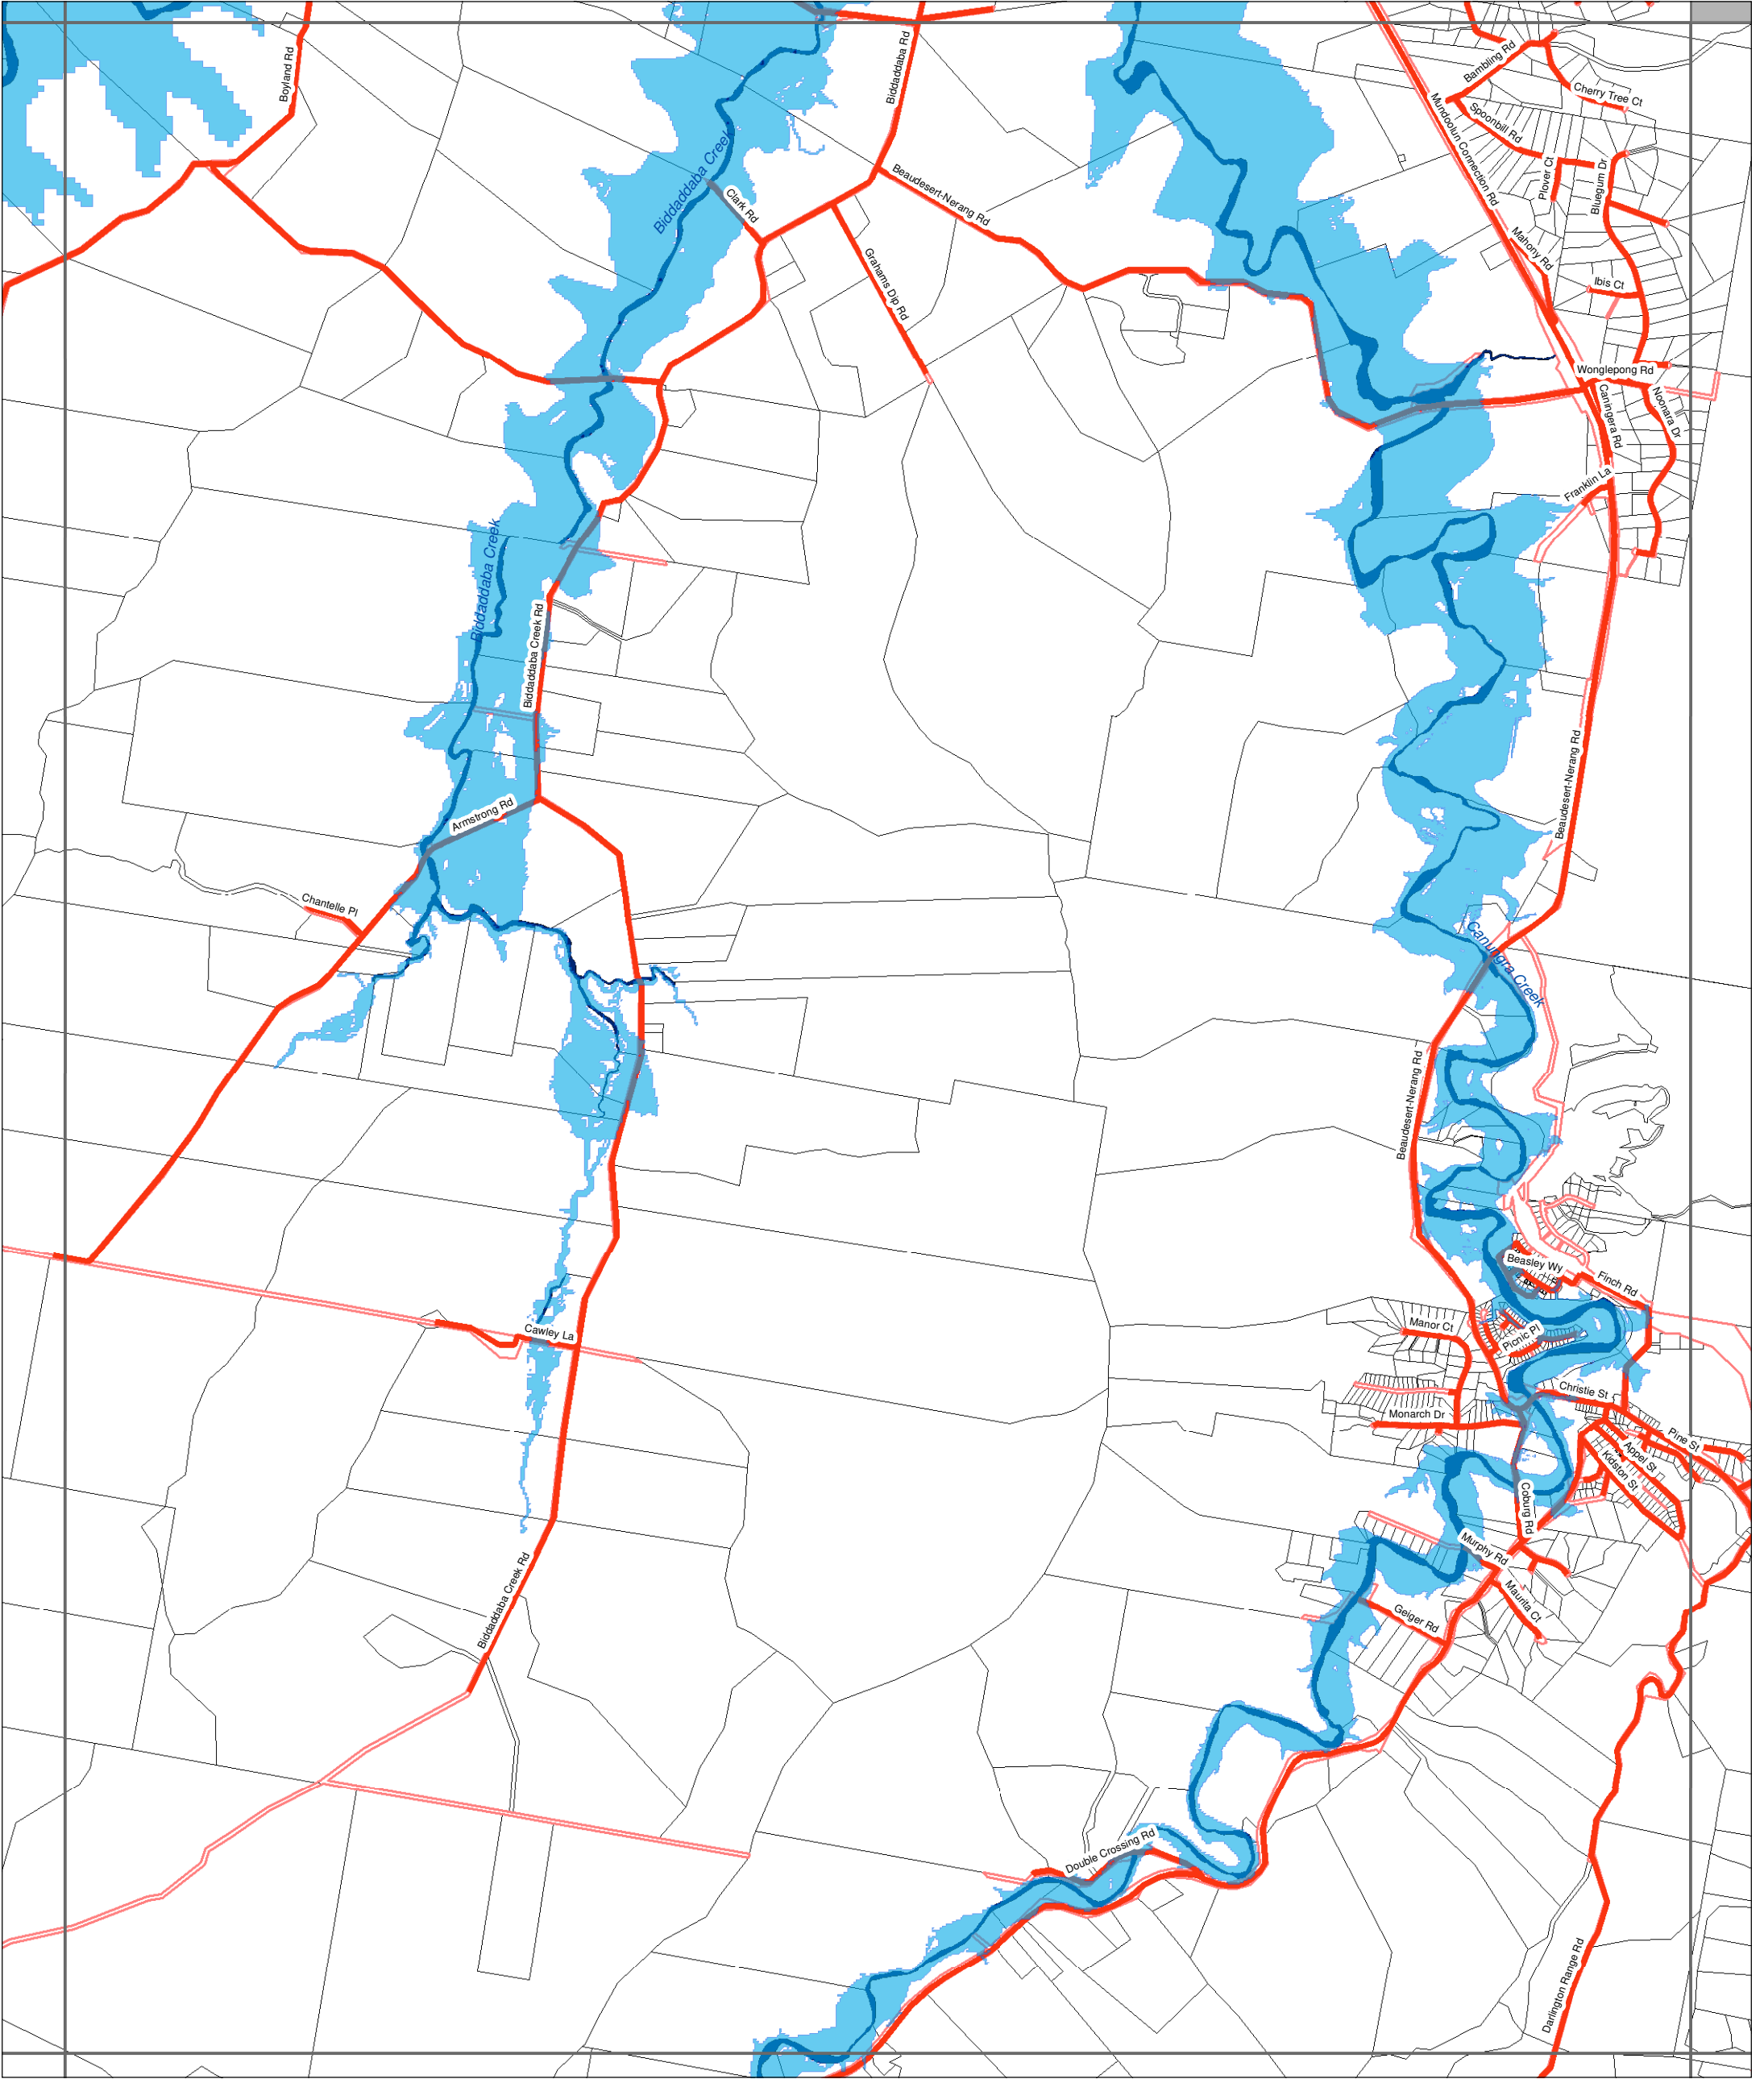 Boyland Rd
Biddaddaba Rd
Bambling Rd
Cherry Tree Ct
Mundoolun Connection Rd
Spoonbill Rd
Plover Ct
Bluegum Dr
Biddaddaba Creek
Clark Rd
Beaudesert-Nerang Rd
Grahams Dip Rd
Mahony Rd
Ibis Ct
Wonglepong Rd
Caningera Rd
Noonara Dr
Franklin La
Biddaddaba Creek
Biddaddaba Creek Rd
Beaudesert-Nerang Rd
Armstrong Rd
Chantelle Pl
Canungra Creek
Beaudesert-Nerang Rd
Beasley Wy
Finch Rd
Cawley La
Manor Ct
Picnic Pl
Christie St
Monarch Dr
Pine St
Appel St
Kidston St
Coburg Rd
Murphy Rd
Biddaddaba Creek Rd
Geiger Rd
Maurita Ct
Double Crossing Rd
Darlington Range Rd